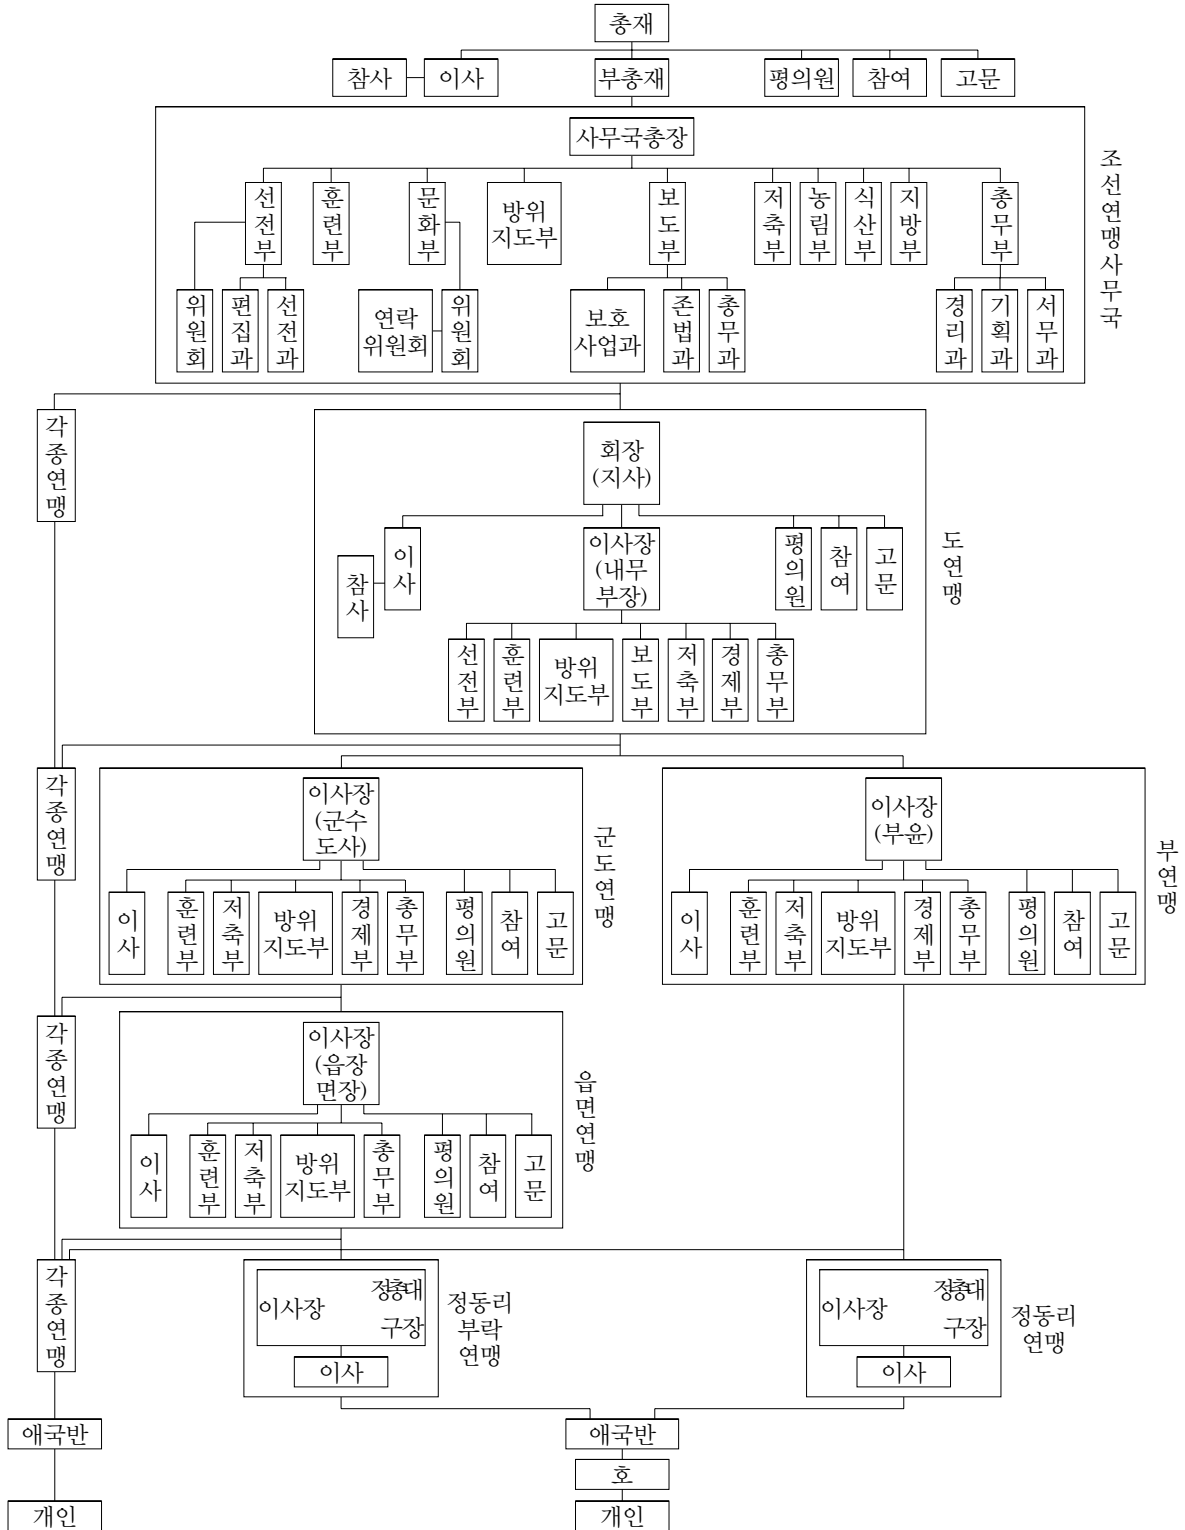 총재
참사
이사
부총재
평의원
참여
고문
사무국총장
조선연맹사무국
선전부
훈련부
문화부
방위
지도부
보도부
저축부
농림부
식산부
지방부
총무부
위원회
편집과
선전과
연락
위원회
위원회
보호
사업과
존법과
총무과
경리과
기획과
서무과
각종연맹
회장
(지사)
도연맹
참사
이사
이사장
(내무
부장)
평의원
참여
고문
선전부
훈련부
방위
지도부
보도부
저축부
경제부
총무부
각종연맹
이사장
(군수
도사)
군도연맹
이사
훈련부
저축부
방위
지도부
경제부
총무부
평의원
참여
고문
이사장
(부윤)
부연맹
이사
훈련부
저축부
방위
지도부
경제부
총무부
평의원
참여
고문
각종연맹
이사장
(읍장
면장)
읍면연맹
이사
훈련부
저축부
방위
지도부
총무부
평의원
참여
고문
각종연맹
이사장
정총대
구장
이사
정동리
부락
연맹
이사장
정총대
구장
이사
정동리
연맹
애국반
개인
애국반
호
개인